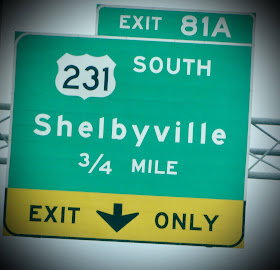 EXIT 81A
231 SOUTH
Shelbyville
3/4 MILE
EXIT ONLY